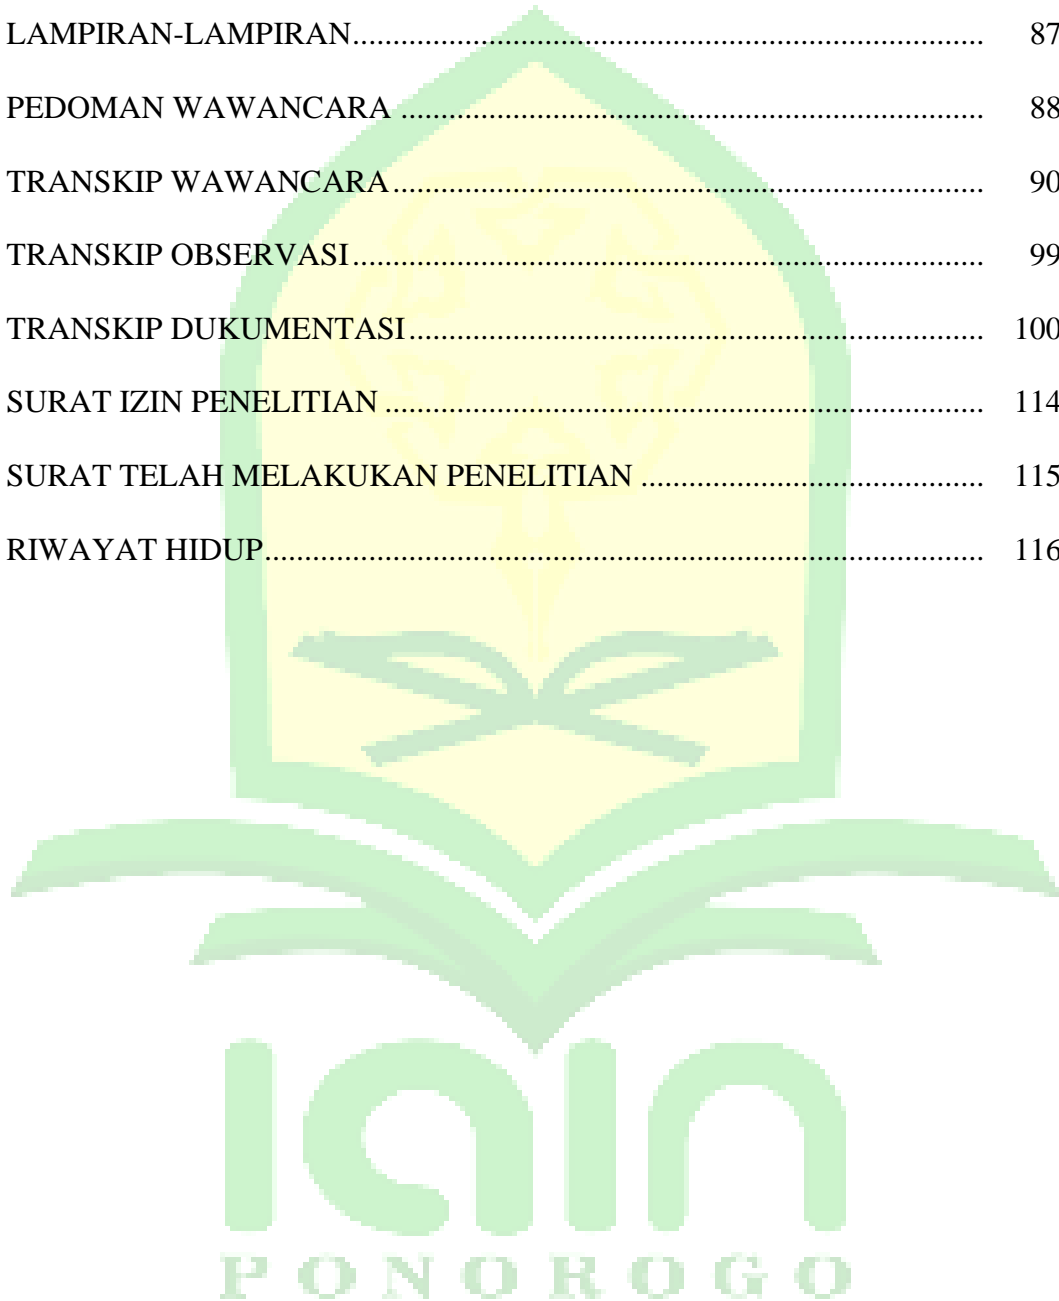 LAMPIRAN-LAMPIRAN.......................................................................................... 87
PEDOMAN WAWANCARA ................................................................................... 88
TRANSKIP WAWANCARA..................................................................................... 90
TRANSKIP OBSERVASI.......................................................................................... 99
TRANSKIP DUKUMENTASI.................................................................................. 100
SURAT IZIN PENELITIAN ..................................................................................... 114
SURAT TELAH MELAKUKAN PENELITIAN ................................................. 115
RIWAYAT HIDUP....................................................................................................... 116
iain
PONOROGO